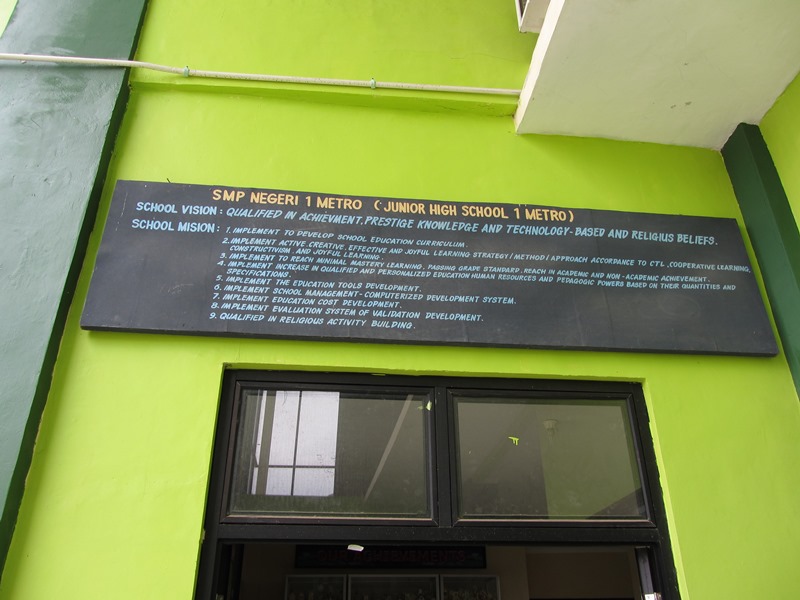 SMP NEGERI 1 METRO (JUNIOR HIGH SCHOOL 1 METRO)
SCHOOL VISION : QUALIFIED IN ACHIEVMENT, PRESTIGE KNOWLEDGE AND TECHNOLOGY-BASED AND RELIGIUS BELIEFS.
SCHOOL MISION : 1. IMPLEMENT TO DEVELOP SCHOOL EDUCATION CURRICULUM.
2. IMPLEMENT ACTIVE, CREATIVE, EFFECTIVE AND JOYFUL LEARNING STRATEGY / METHOD / APPROACH ACCORDANCE TO CTL, COOPERATIVE LEARNING,
CONSTRUCTIVISM AND JOYFUL LEARNING.
3. IMPLEMENT TO REACH MINIMAL MASTERY LEARNING, PASSING GRADE STANDARD, REACH IN ACADEMIC AND NON-ACADEMIC ACHIEVEMENT.
4. IMPLEMENT INCREASE IN QUALIFIED AND PERSONALIZED EDUCATION HUMAN RESOURCES AND PEDAGOGIC POWERS BASED ON THEIR QUANTITIES AND
SPECIFICATIONS.
5. IMPLEMENT THE EDUCATION TOOLS DEVELOPMENT.
6. IMPLEMENT SCHOOL MANAGEMENT-COMPUTERIZED DEVELOPMENT SYSTEM.
7. IMPLEMENT EDUCATION COST DEVELOPMENT.
8. IMPLEMENT EVALUATION SYSTEM OF VALIDATION DEVELOPMENT.
9. QUALIFIED IN RELIGIOUS ACTIVITY BUILDING.
OUR ACHIEVEMENTS